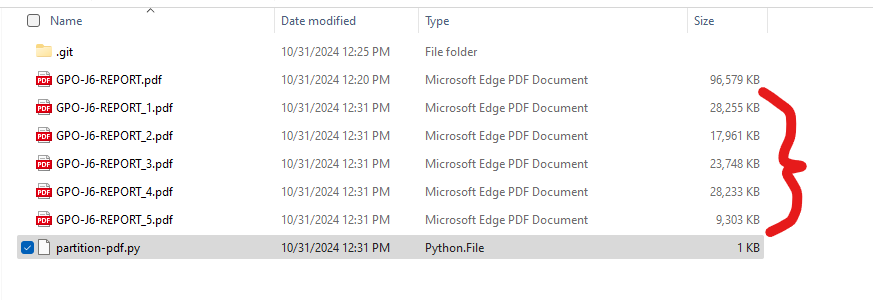 Name Date modified Type Size
.git 10/31/2024 12:25 PM File folder
PDF GPO-J6-REPORT.pdf 10/31/2024 12:20 PM Microsoft Edge PDF Document 96,579 KB
PDF GPO-J6-REPORT_1.pdf 10/31/2024 12:31 PM Microsoft Edge PDF Document 28,255 KB
PDF GPO-J6-REPORT_2.pdf 10/31/2024 12:31 PM Microsoft Edge PDF Document 17,961 KB
PDF GPO-J6-REPORT_3.pdf 10/31/2024 12:31 PM Microsoft Edge PDF Document 23,748 KB
PDF GPO-J6-REPORT_4.pdf 10/31/2024 12:31 PM Microsoft Edge PDF Document 28,233 KB
PDF GPO-J6-REPORT_5.pdf 10/31/2024 12:31 PM Microsoft Edge PDF Document 9,303 KB
partition-pdf.py 10/31/2024 12:31 PM Python.File 1 KB